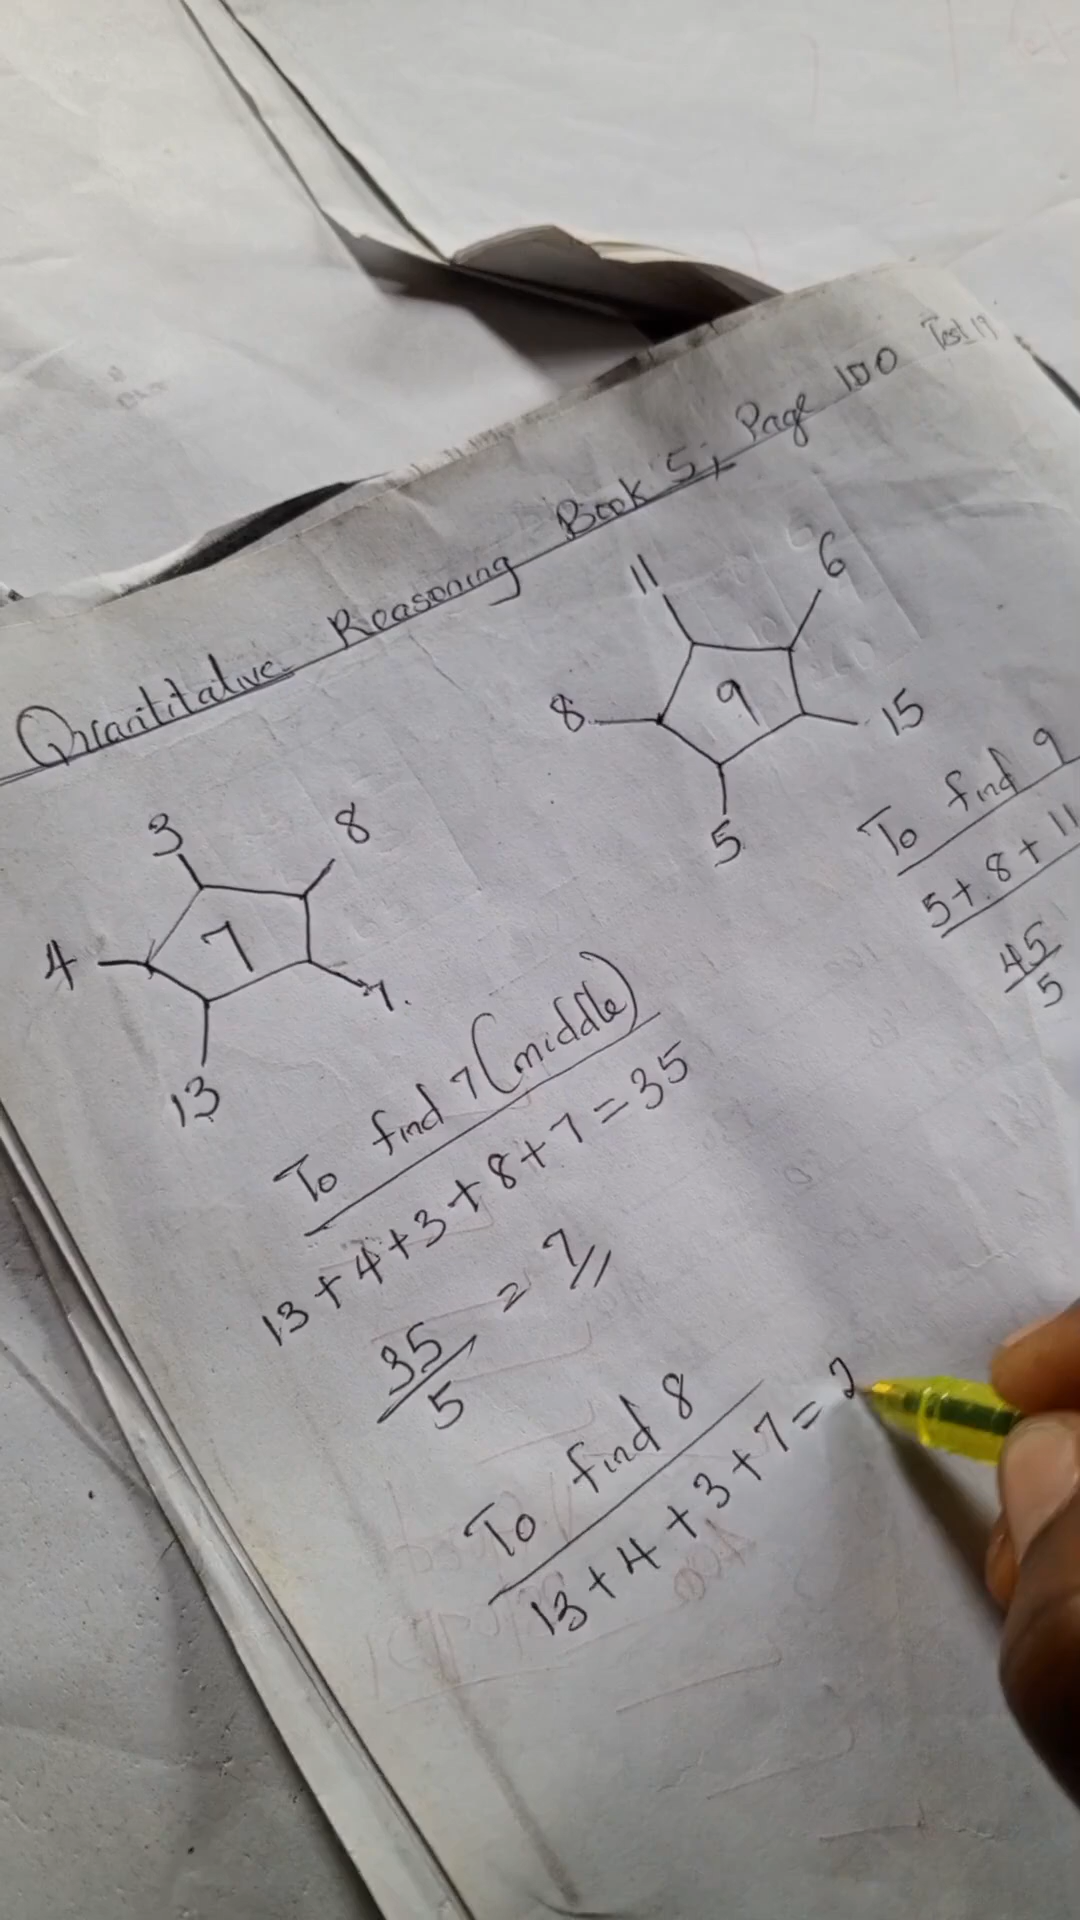 Quantitative Reasoning Book 5, Page 100 Test 19
11 6
8 9 15
5
3 8
4 7 7
13
To find 9
5 + 8 + 11
45
5
To find 7 (middle)
13 + 4 + 3 + 8 + 7 = 35
35 = 7
5
To find 8
13 + 4 + 3 + 7 = 2